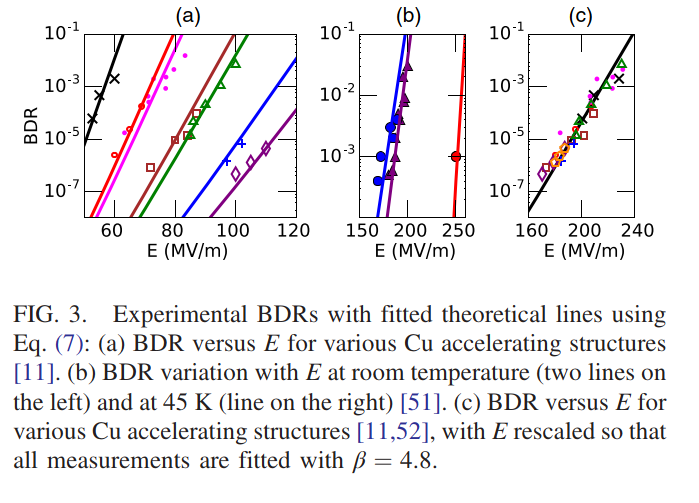 (a) (b) (c)
10⁻¹ 10⁻¹ 10⁻¹
10⁻³ 10⁻² 10⁻³
BDR
10⁻⁵ 10⁻³ 10⁻⁵
10⁻⁷ 10⁻⁷
60 80 100 120 150 200 250 160 200 240
E (MV/m) E (MV/m) E (MV/m)
FIG. 3. Experimental BDRs with fitted theoretical lines using
Eq. (7): (a) BDR versus E for various Cu accelerating structures
[11]. (b) BDR variation with E at room temperature (two lines on
the left) and at 45 K (line on the right) [51]. (c) BDR versus E for
various Cu accelerating structures [11,52], with E rescaled so that
all measurements are fitted with β = 4.8.